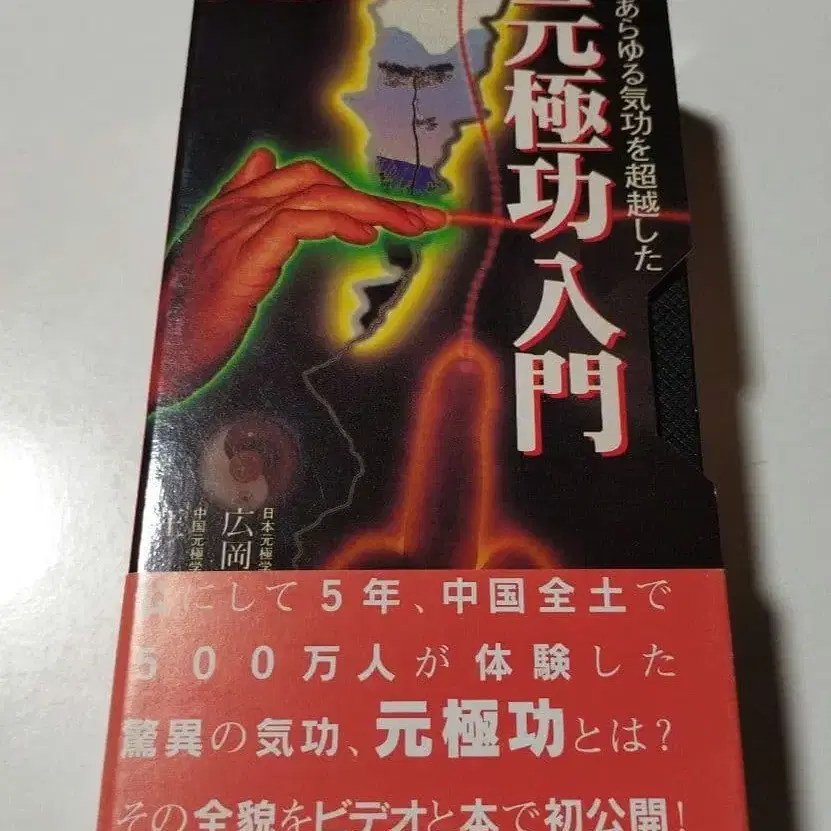 あらゆる気功を超越した
元極功入門
日本元極学
広岡
中国元極学
にして5年、中国全土で
500万人が体験した
驚異の気功、元極功とは?
その全貌をビデオと本で初公開!